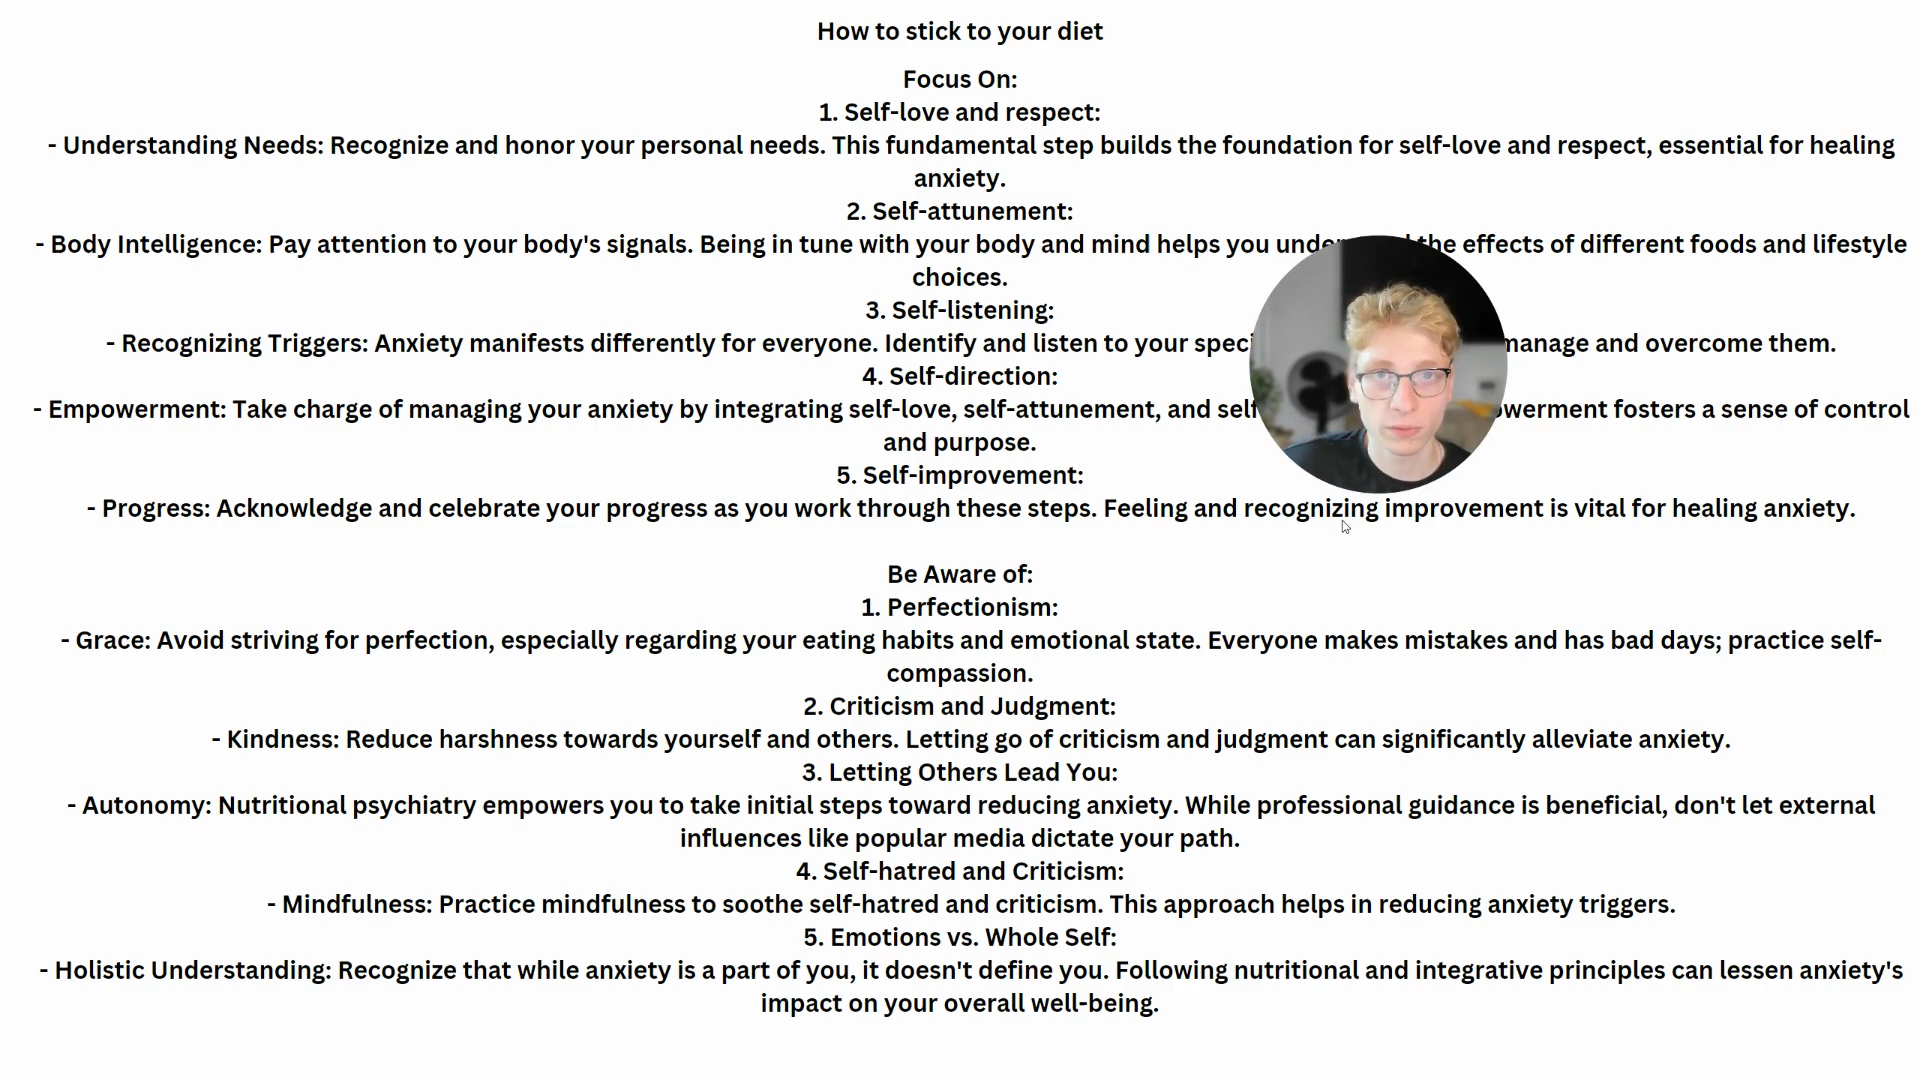 How to stick to your diet
Focus On:
1. Self-love and respect:
- Understanding Needs: Recognize and honor your personal needs. This fundamental step builds the foundation for self-love and respect, essential for healing
anxiety.
2. Self-attunement:
- Body Intelligence: Pay attention to your body's signals. Being in tune with your body and mind helps you the effects of different foods and lifestyle
choices.
3. Self-listening:
- Recognizing Triggers: Anxiety manifests differently for everyone. Identify and listen to your manage and overcome them.
4. Self-direction:
- Empowerment: Take charge of managing your anxiety by integrating self-love, self-attunement, and fosters a sense of control
and purpose.
5. Self-improvement:
- Progress: Acknowledge and celebrate your progress as you work through these steps. Feeling and recognizing improvement is vital for healing anxiety.
Be Aware of:
1. Perfectionism:
- Grace: Avoid striving for perfection, especially regarding your eating habits and emotional state. Everyone makes mistakes and has bad days; practice self-
compassion.
2. Criticism and Judgment:
- Kindness: Reduce harshness towards yourself and others. Letting go of criticism and judgment can significantly alleviate anxiety.
3. Letting Others Lead You:
- Autonomy: Nutritional psychiatry empowers you to take initial steps toward reducing anxiety. While professional guidance is beneficial, don't let external
influences like popular media dictate your path.
4. Self-hatred and Criticism:
- Mindfulness: Practice mindfulness to soothe self-hatred and criticism. This approach helps in reducing anxiety triggers.
5. Emotions vs. Whole Self:
- Holistic Understanding: Recognize that while anxiety is a part of you, it doesn't define you. Following nutritional and integrative principles can lessen anxiety's
impact on your overall well-being.